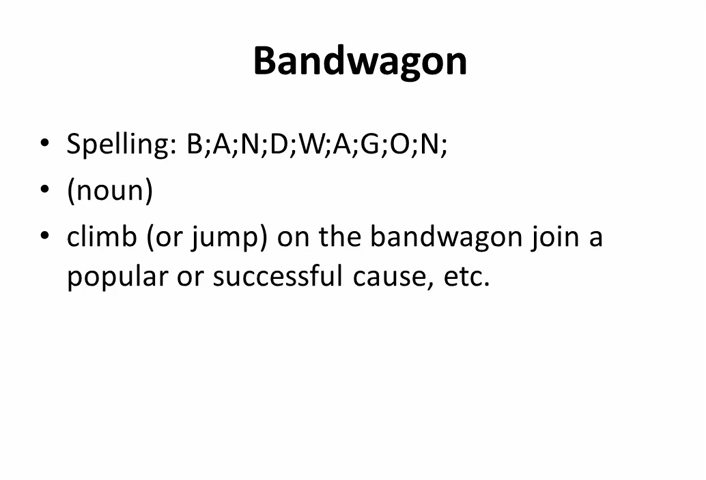 Bandwagon
• Spelling: B;A;N;D;W;A;G;O;N;
• (noun)
• climb (or jump) on the bandwagon join a
popular or successful cause, etc.